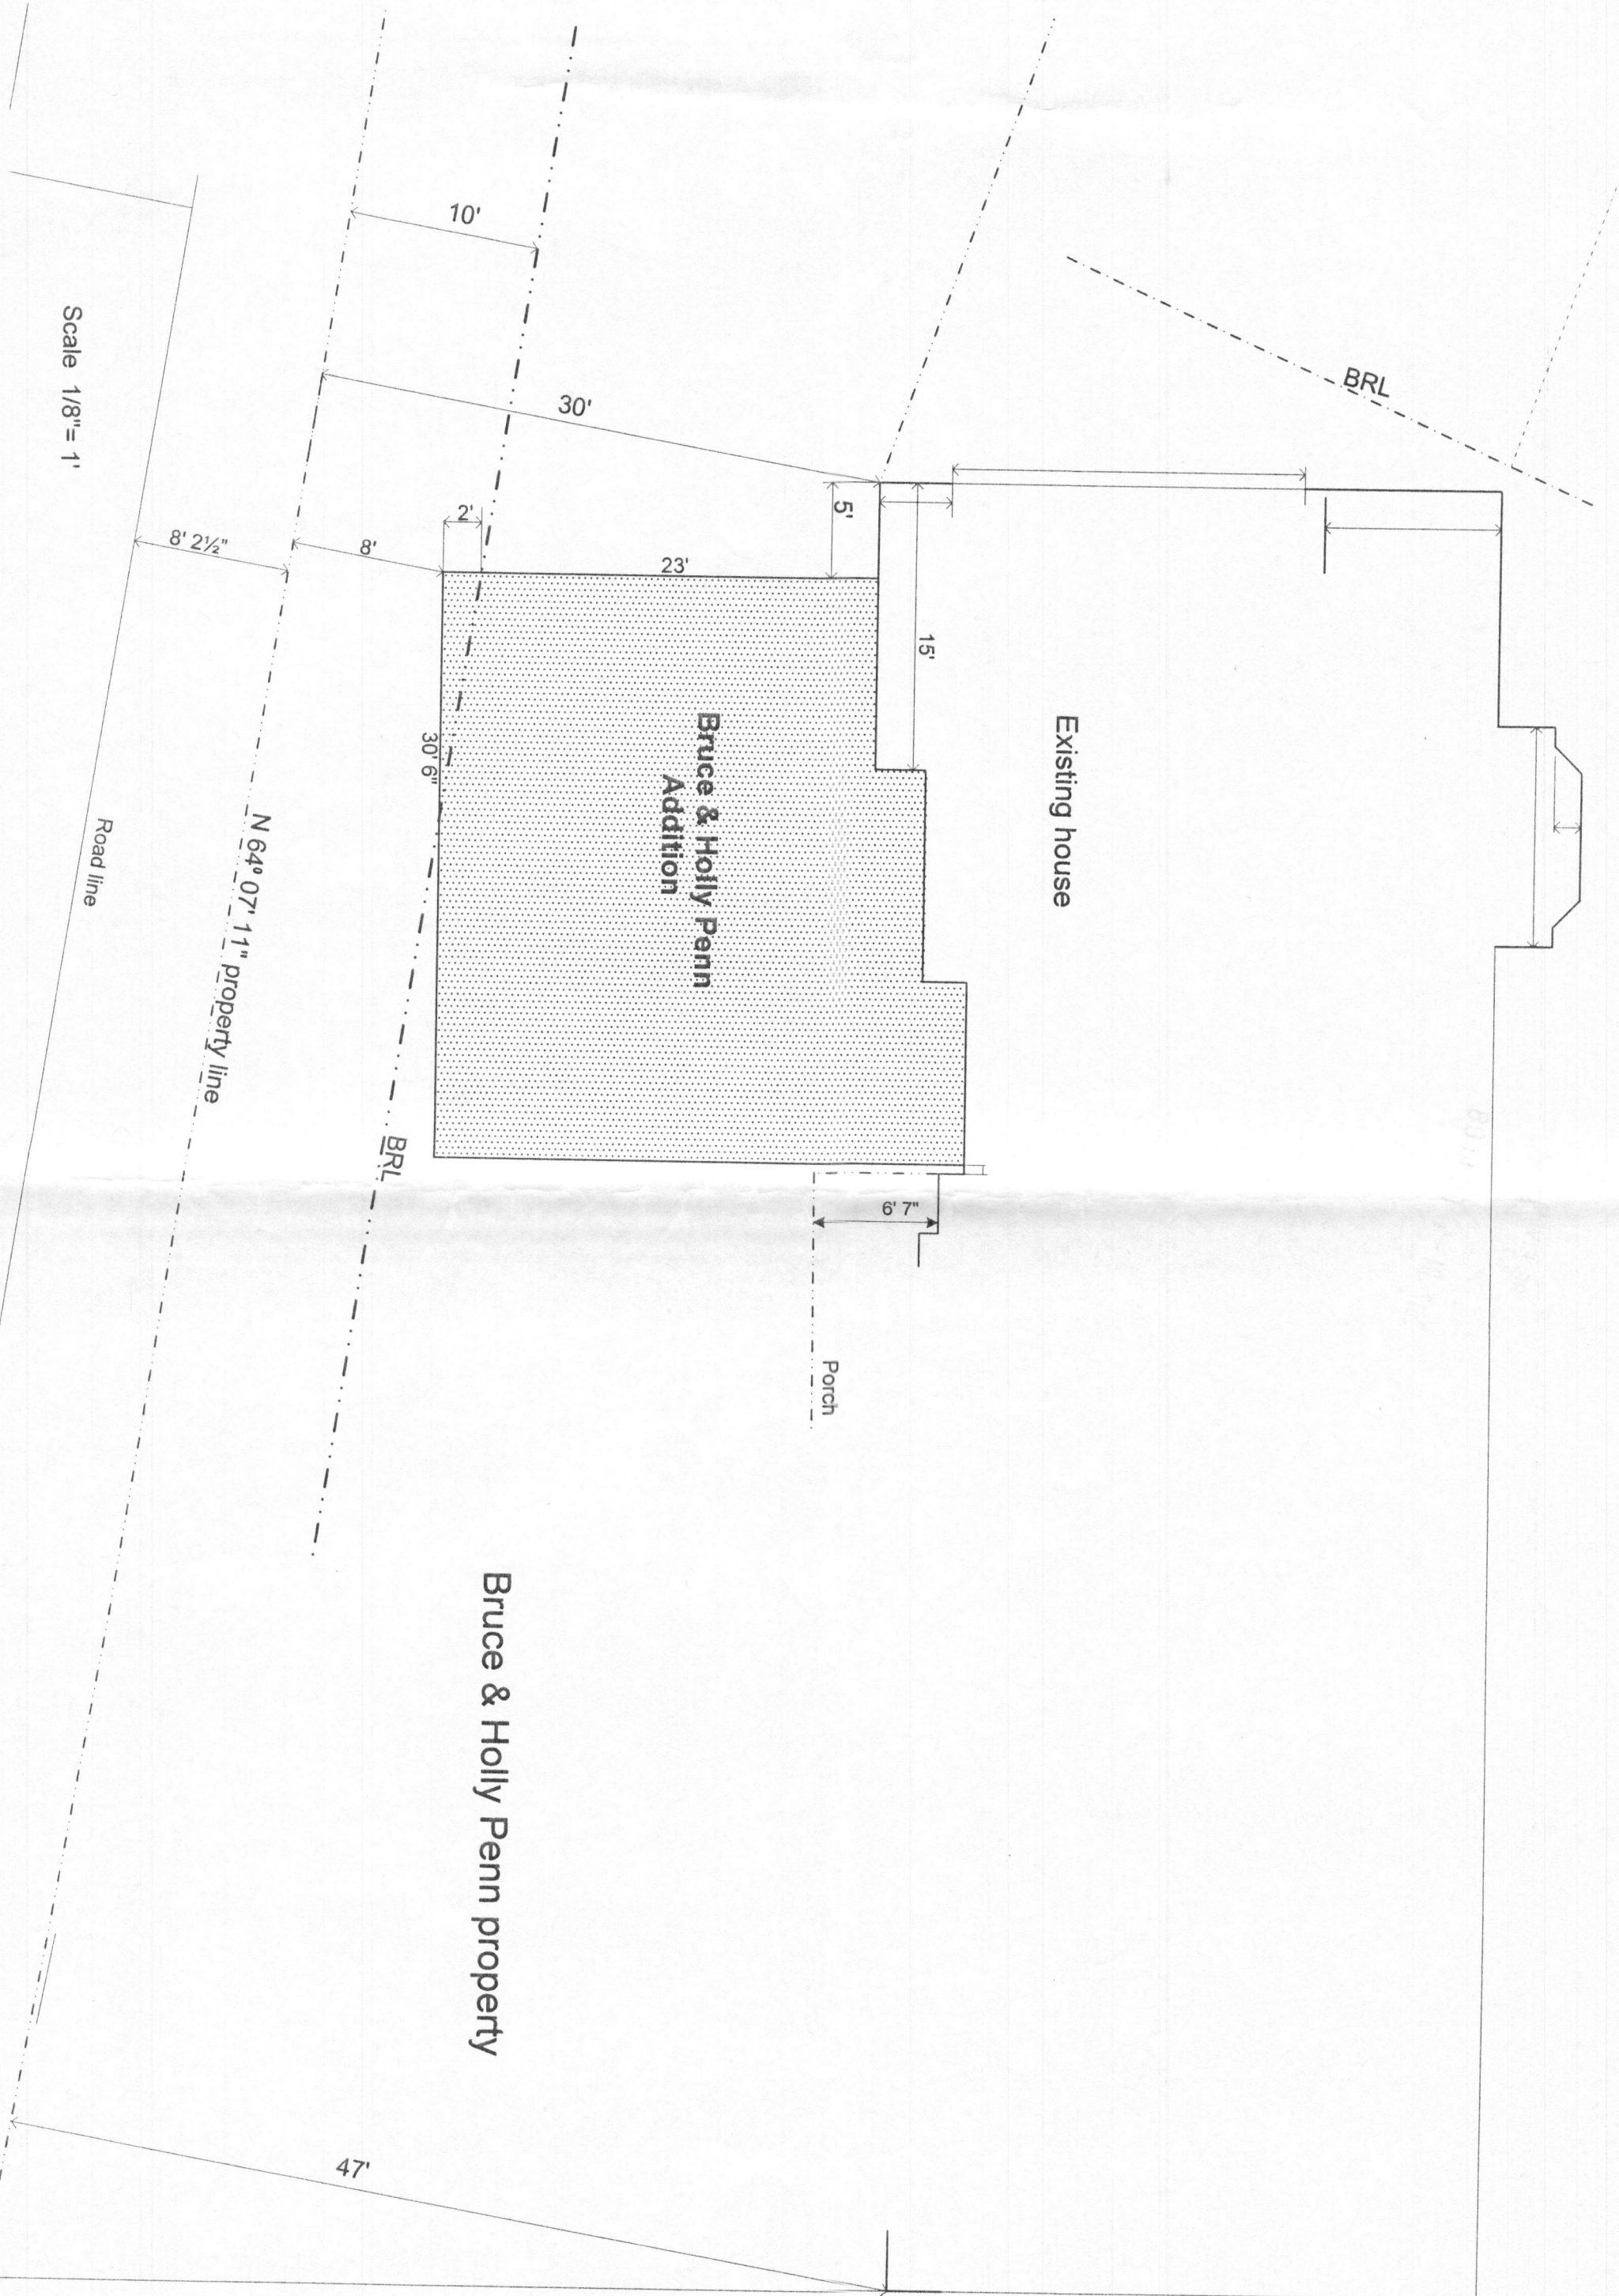 BRL
10'
30'
Scale 1/8"= 1'
8' 2½"
8'
2'
5'
23'
15'
Existing house
Bruce & Holly Penn
Addition
30' 6"
N 64° 07' 11" property line
Road line
BRL
6' 7"
Porch
Bruce & Holly Penn property
47'